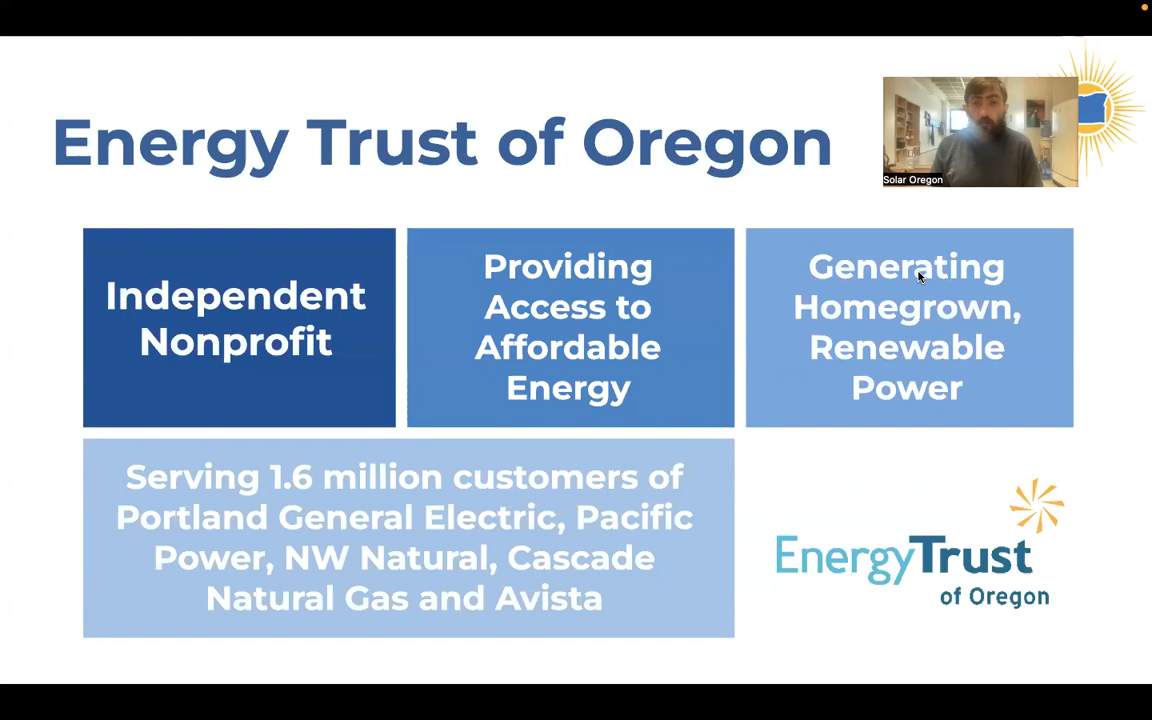 Energy Trust of Oregon
Solar Oregon
Independent
Nonprofit
Providing
Access to
Affordable
Energy
Generating
Homegrown,
Renewable
Power
Serving 1.6 million customers of
Portland General Electric, Pacific
Power, NW Natural, Cascade
Natural Gas and Avista
EnergyTrust
of Oregon